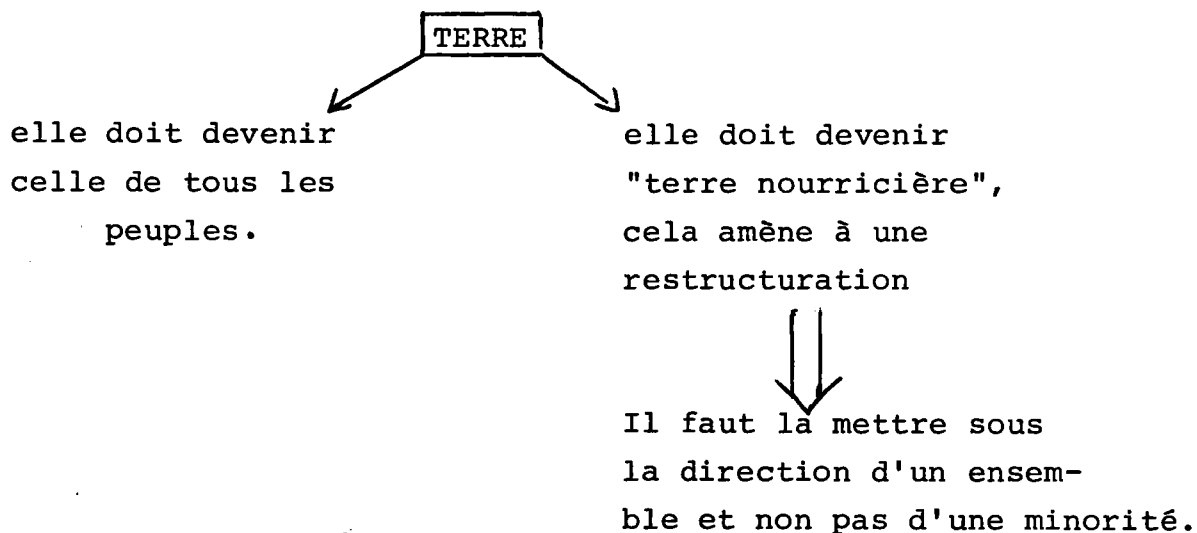 TERRE
elle doit devenir
celle de tous les
peuples.
elle doit devenir
"terre nourricière",
cela amène à une
restructuration
Il faut la mettre sous
la direction d'un ensem-
ble et non pas d'une minorité.